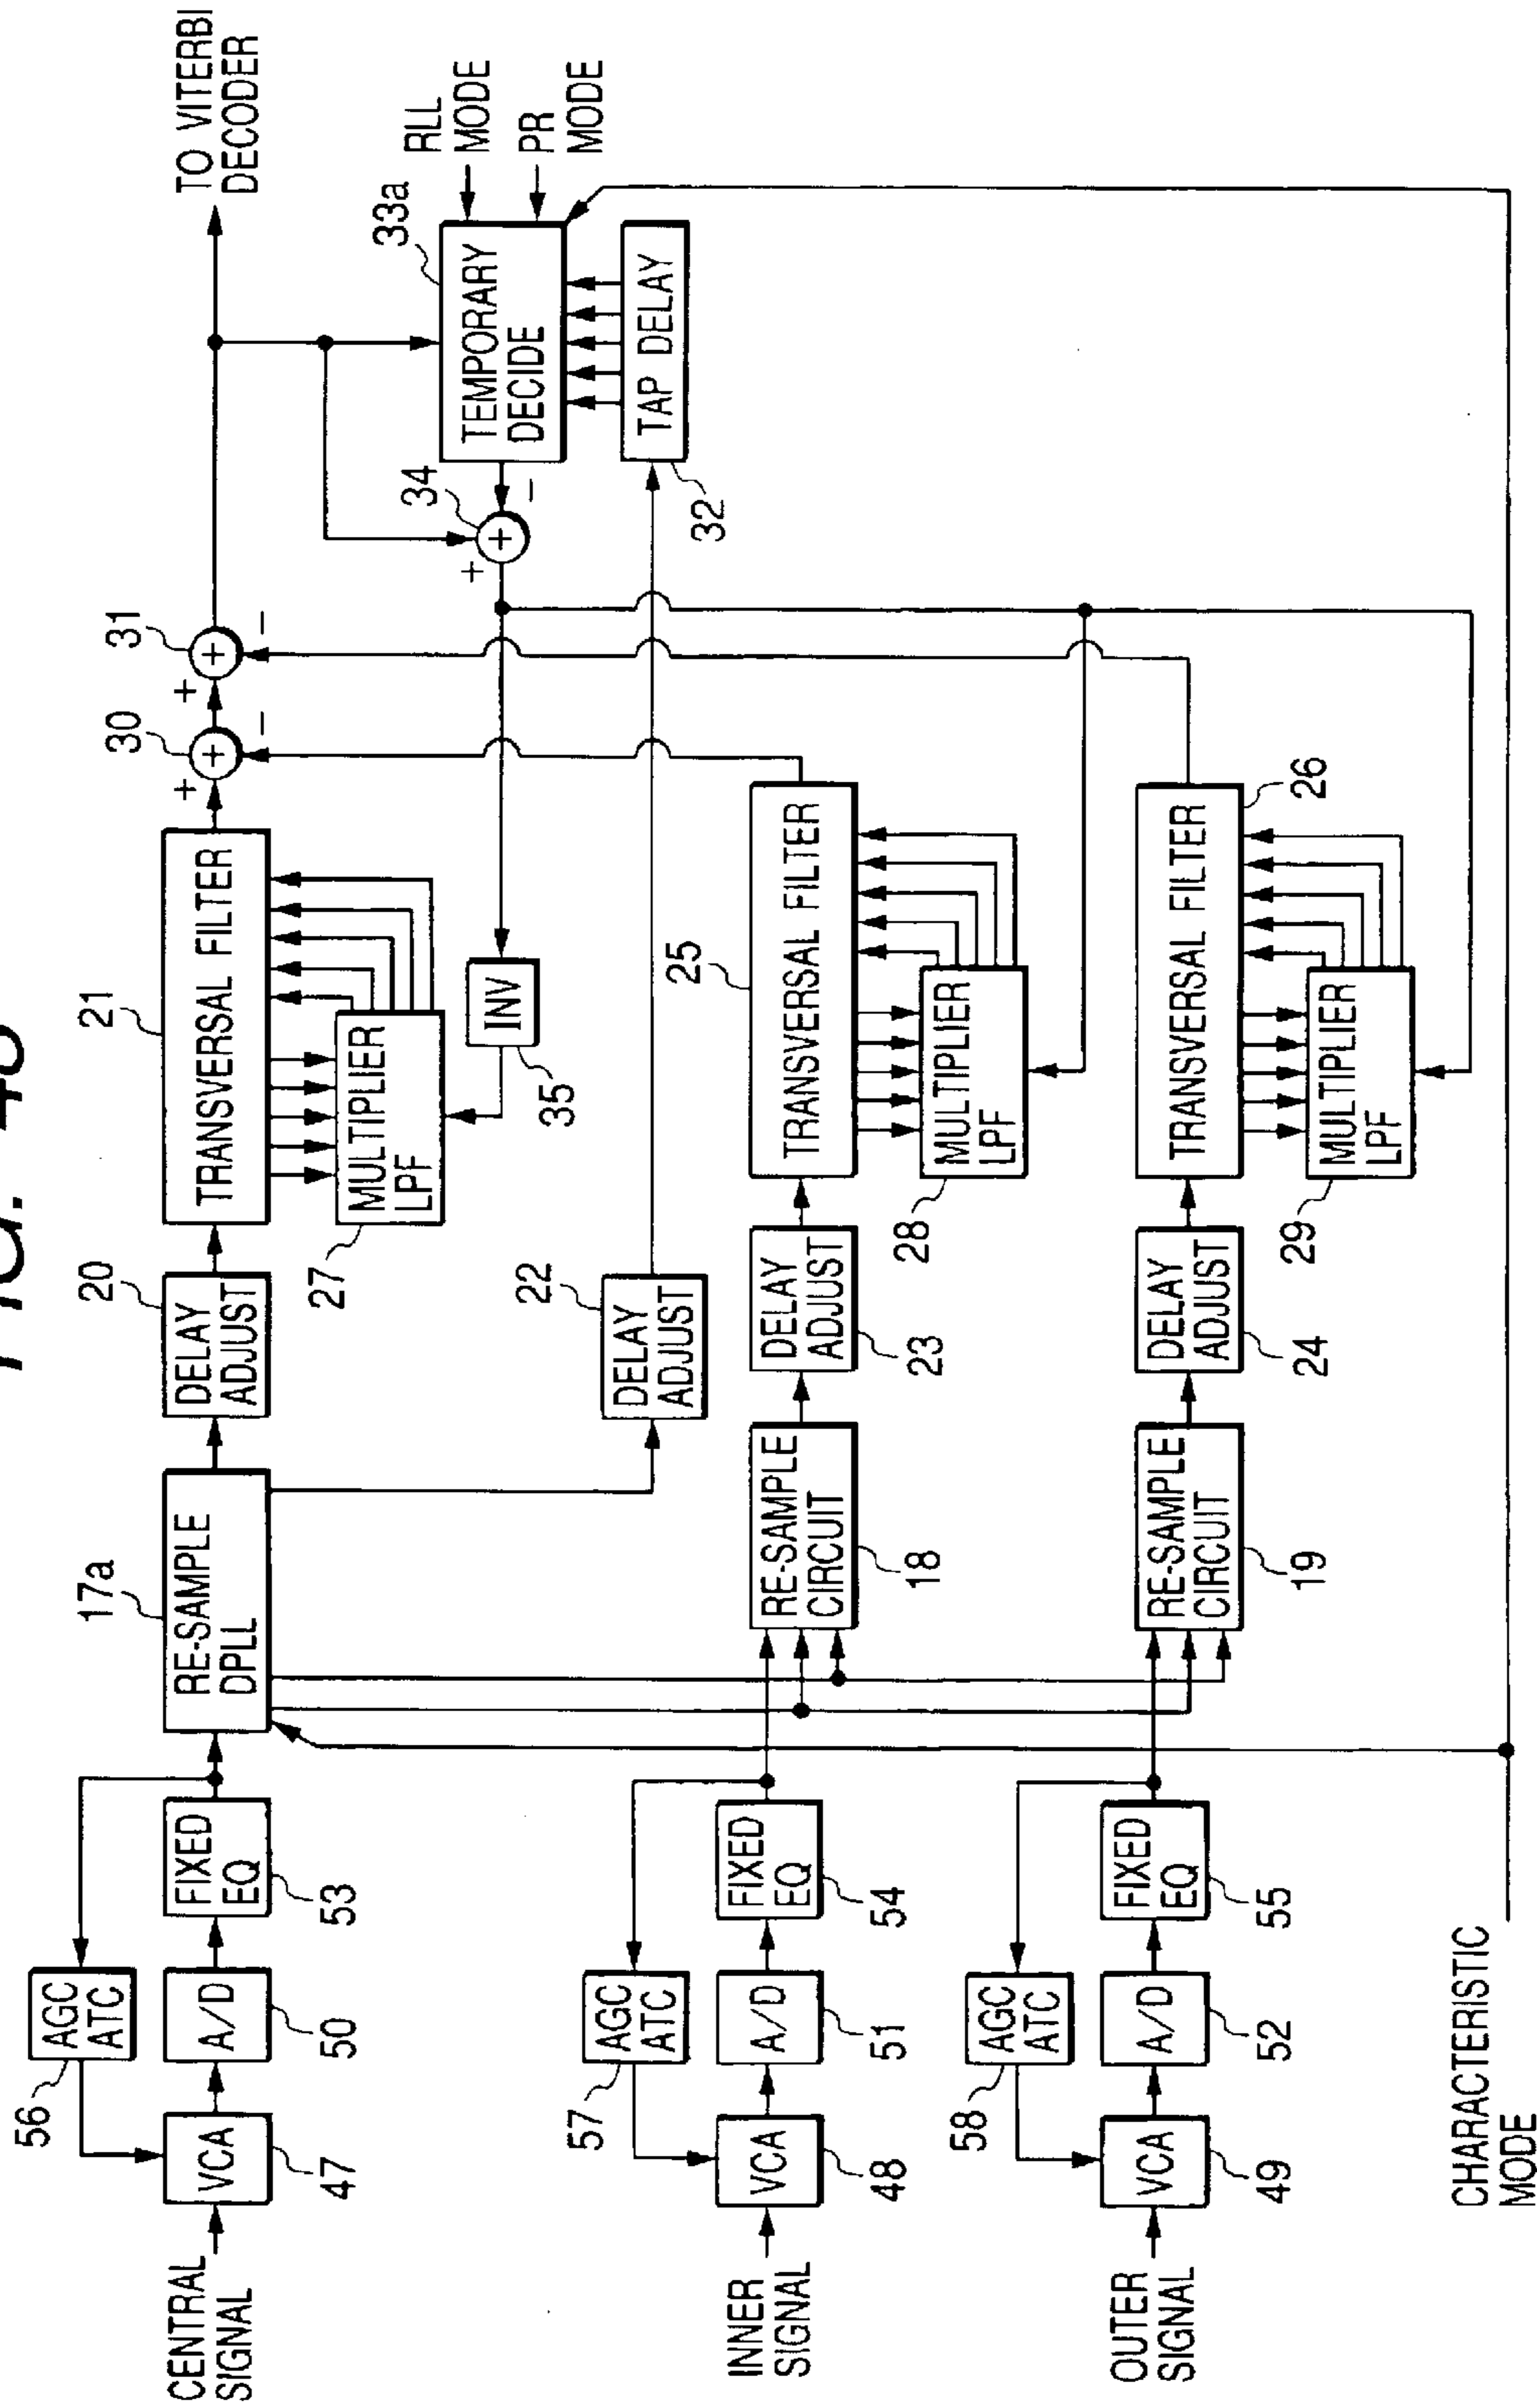 CENTRAL
SIGNAL
VCA
47
56
AGC
ATC
A/D
50
FIXED
EQ
53
17a
RE-SAMPLE
DPLL
20
DELAY
ADJUST
21
TRANSVERSAL FILTER
27
MULTIPLIER
LPF
30
+
+
−
31
+
+
−
TO VITERBI
DECODER
RLL
MODE
PR
MODE
33a
TEMPORARY
DECIDE
34
+
+
−
TAP DELAY
32
INV
35
22
DELAY
ADJUST
INNER
SIGNAL
VCA
48
57
AGC
ATC
A/D
51
FIXED
EQ
54
RE-SAMPLE
CIRCUIT
18
DELAY
ADJUST
23
25
TRANSVERSAL FILTER
28
MULTIPLIER
LPF
OUTER
SIGNAL
VCA
49
58
AGC
ATC
A/D
52
FIXED
EQ
55
RE-SAMPLE
CIRCUIT
19
DELAY
ADJUST
24
TRANSVERSAL FILTER
26
29
MULTIPLIER
LPF
CHARACTERISTIC
MODE